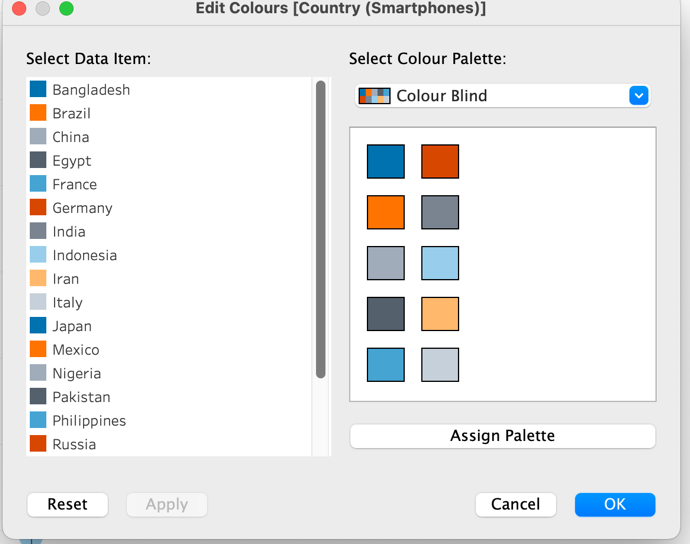 Edit Colours [Country (Smartphones)]
Select Data Item:
Bangladesh
Brazil
China
Egypt
France
Germany
India
Indonesia
Iran
Italy
Japan
Mexico
Nigeria
Pakistan
Philippines
Russia
Select Colour Palette:
Colour Blind
Assign Palette
Reset
Apply
Cancel
OK